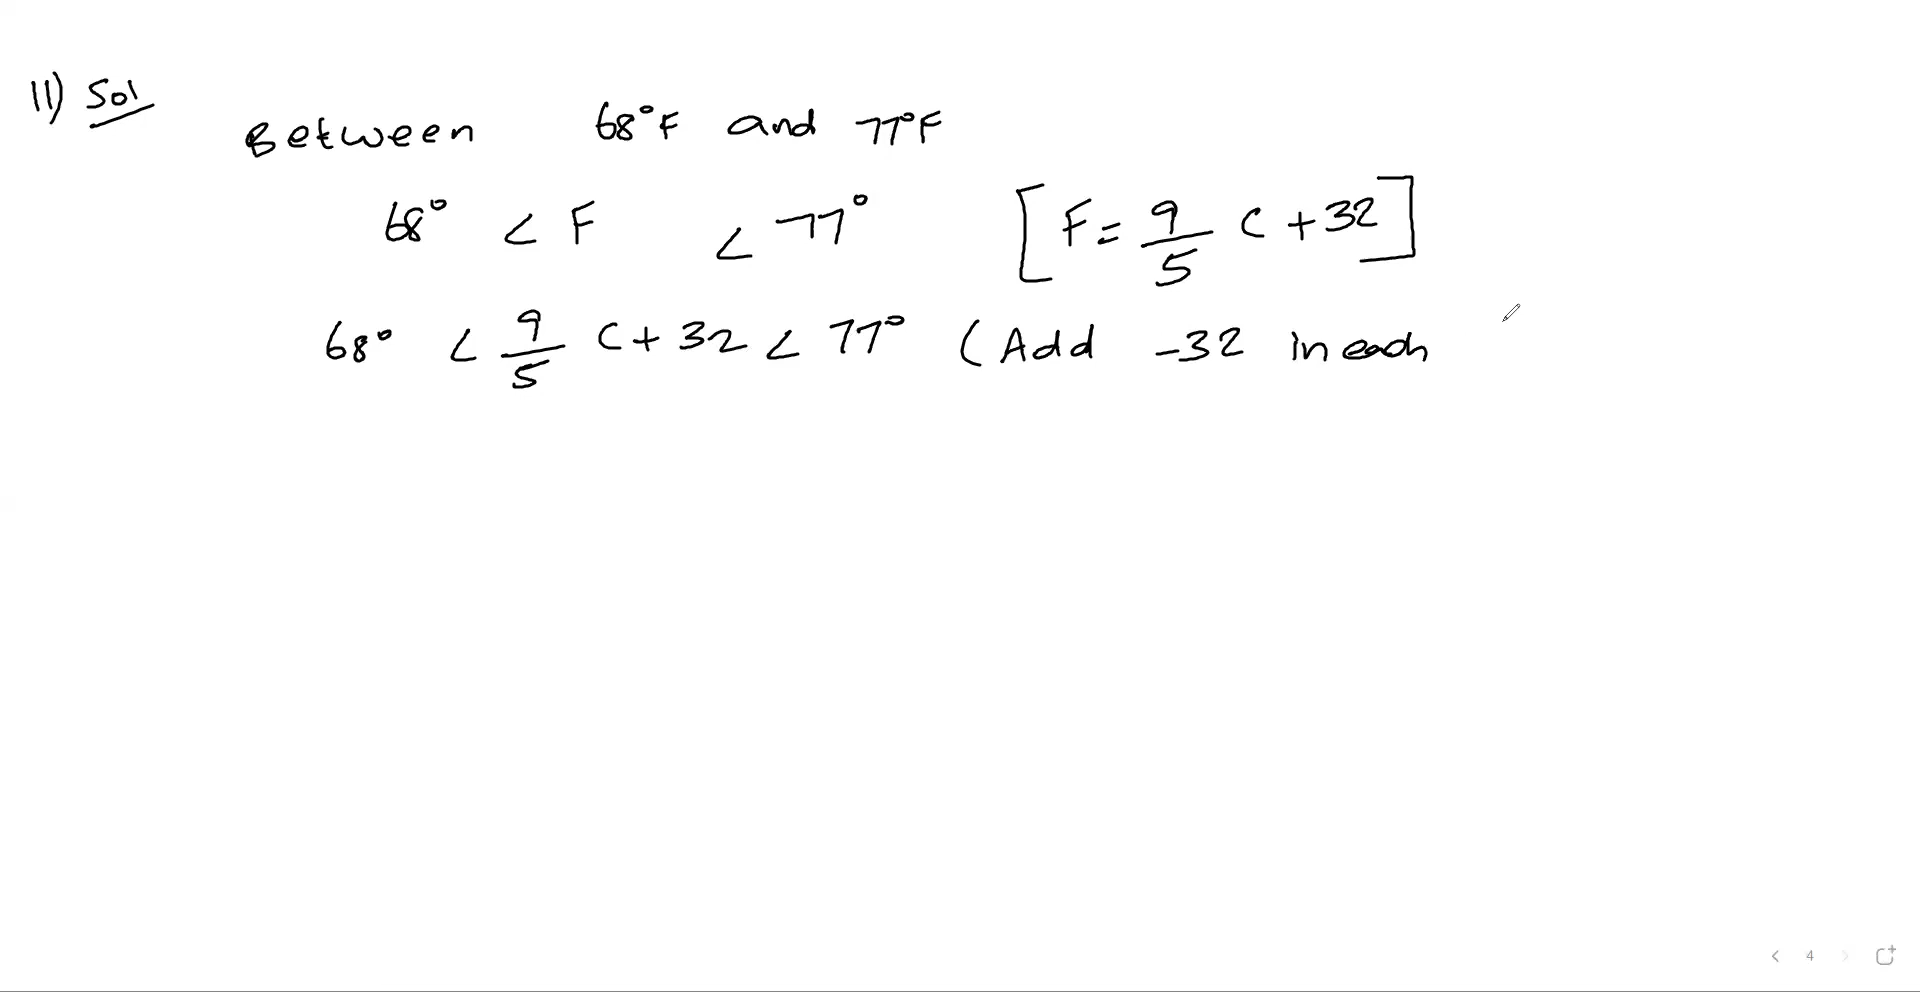 11) Sol
Between 68°F and 77°F
68° < F < 77° [F = 9/5 C + 32]
68° < 9/5 C + 32 < 77° (Add -32 in each
4